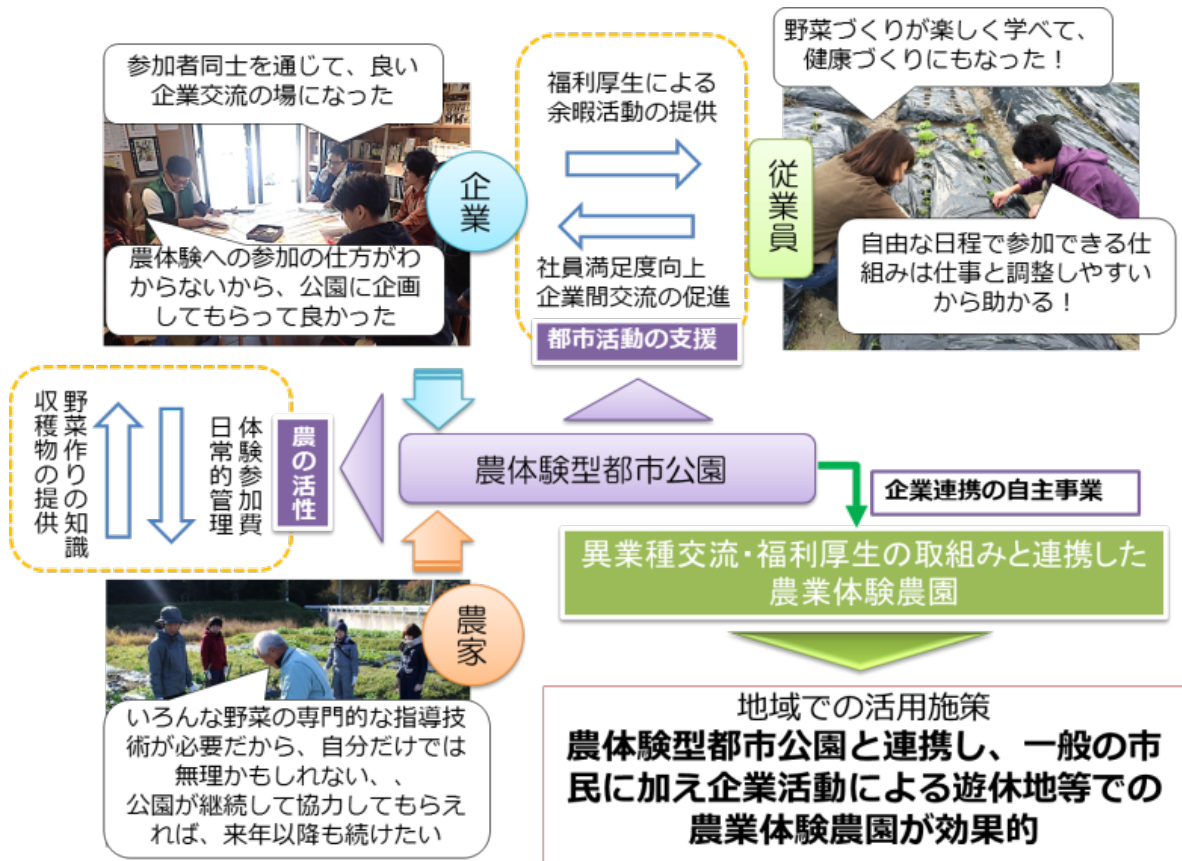 参加者同士を通じて、良い
企業交流の場になった
農体験への参加の仕方がわ
からないから、公園に企画
してもらって良かった
企業
福利厚生による
余暇活動の提供
社員満足度向上
企業間交流の促進
都市活動の支援
従業員
野菜づくりが楽しく学べて、
健康づくりにもなった！
自由な日程で参加できる仕
組みは仕事と調整しやすい
から助かる！
野菜作りの知識
収穫物の提供
体験参加費
日常的管理
農の活性
農体験型都市公園
企業連携の自主事業
異業種交流・福利厚生の取組みと連携した
農業体験農園
農家
いろんな野菜の専門的な指導技
術が必要だから、自分だけでは
無理かもしれない、、
公園が継続して協力してもらえ
れば、来年以降も続けたい
地域での活用施策
農体験型都市公園と連携し、一般の市
民に加え企業活動による遊休地等での
農業体験農園が効果的